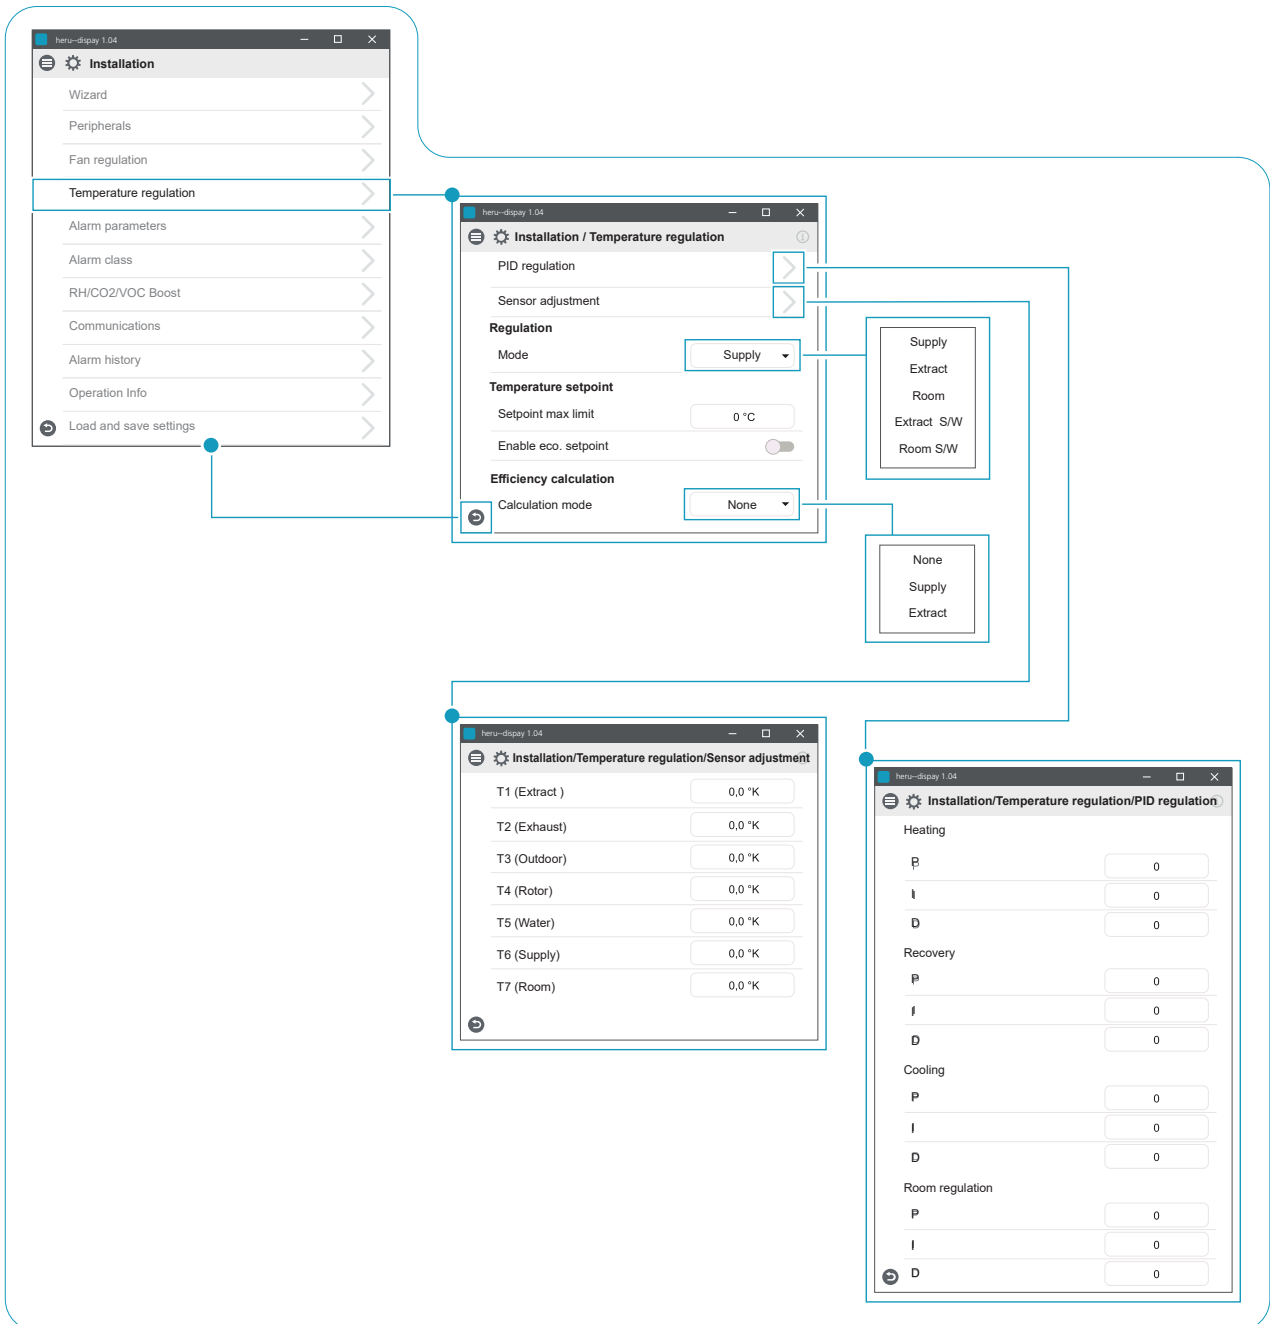 heru--dispay 1.04
Installation
Wizard
Peripherals
Fan regulation
Temperature regulation
Alarm parameters
Alarm class
RH/CO2/VOC Boost
Communications
Alarm history
Operation Info
Load and save settings
heru--dispay 1.04
Installation / Temperature regulation
PID regulation
Sensor adjustment
Regulation
Mode Supply
Temperature setpoint
Setpoint max limit 0 °C
Enable eco. setpoint
Efficiency calculation
Calculation mode None
Supply
Extract
Room
Extract S/W
Room S/W
None
Supply
Extract
heru--dispay 1.04
Installation/Temperature regulation/Sensor adjustment
T1 (Extract ) 0,0 °K
T2 (Exhaust) 0,0 °K
T3 (Outdoor) 0,0 °K
T4 (Rotor) 0,0 °K
T5 (Water) 0,0 °K
T6 (Supply) 0,0 °K
T7 (Room) 0,0 °K
heru--dispay 1.04
Installation/Temperature regulation/PID regulation
Heating
P 0
I 0
D 0
Recovery
P 0
I 0
D 0
Cooling
P 0
I 0
D 0
Room regulation
P 0
I 0
D 0